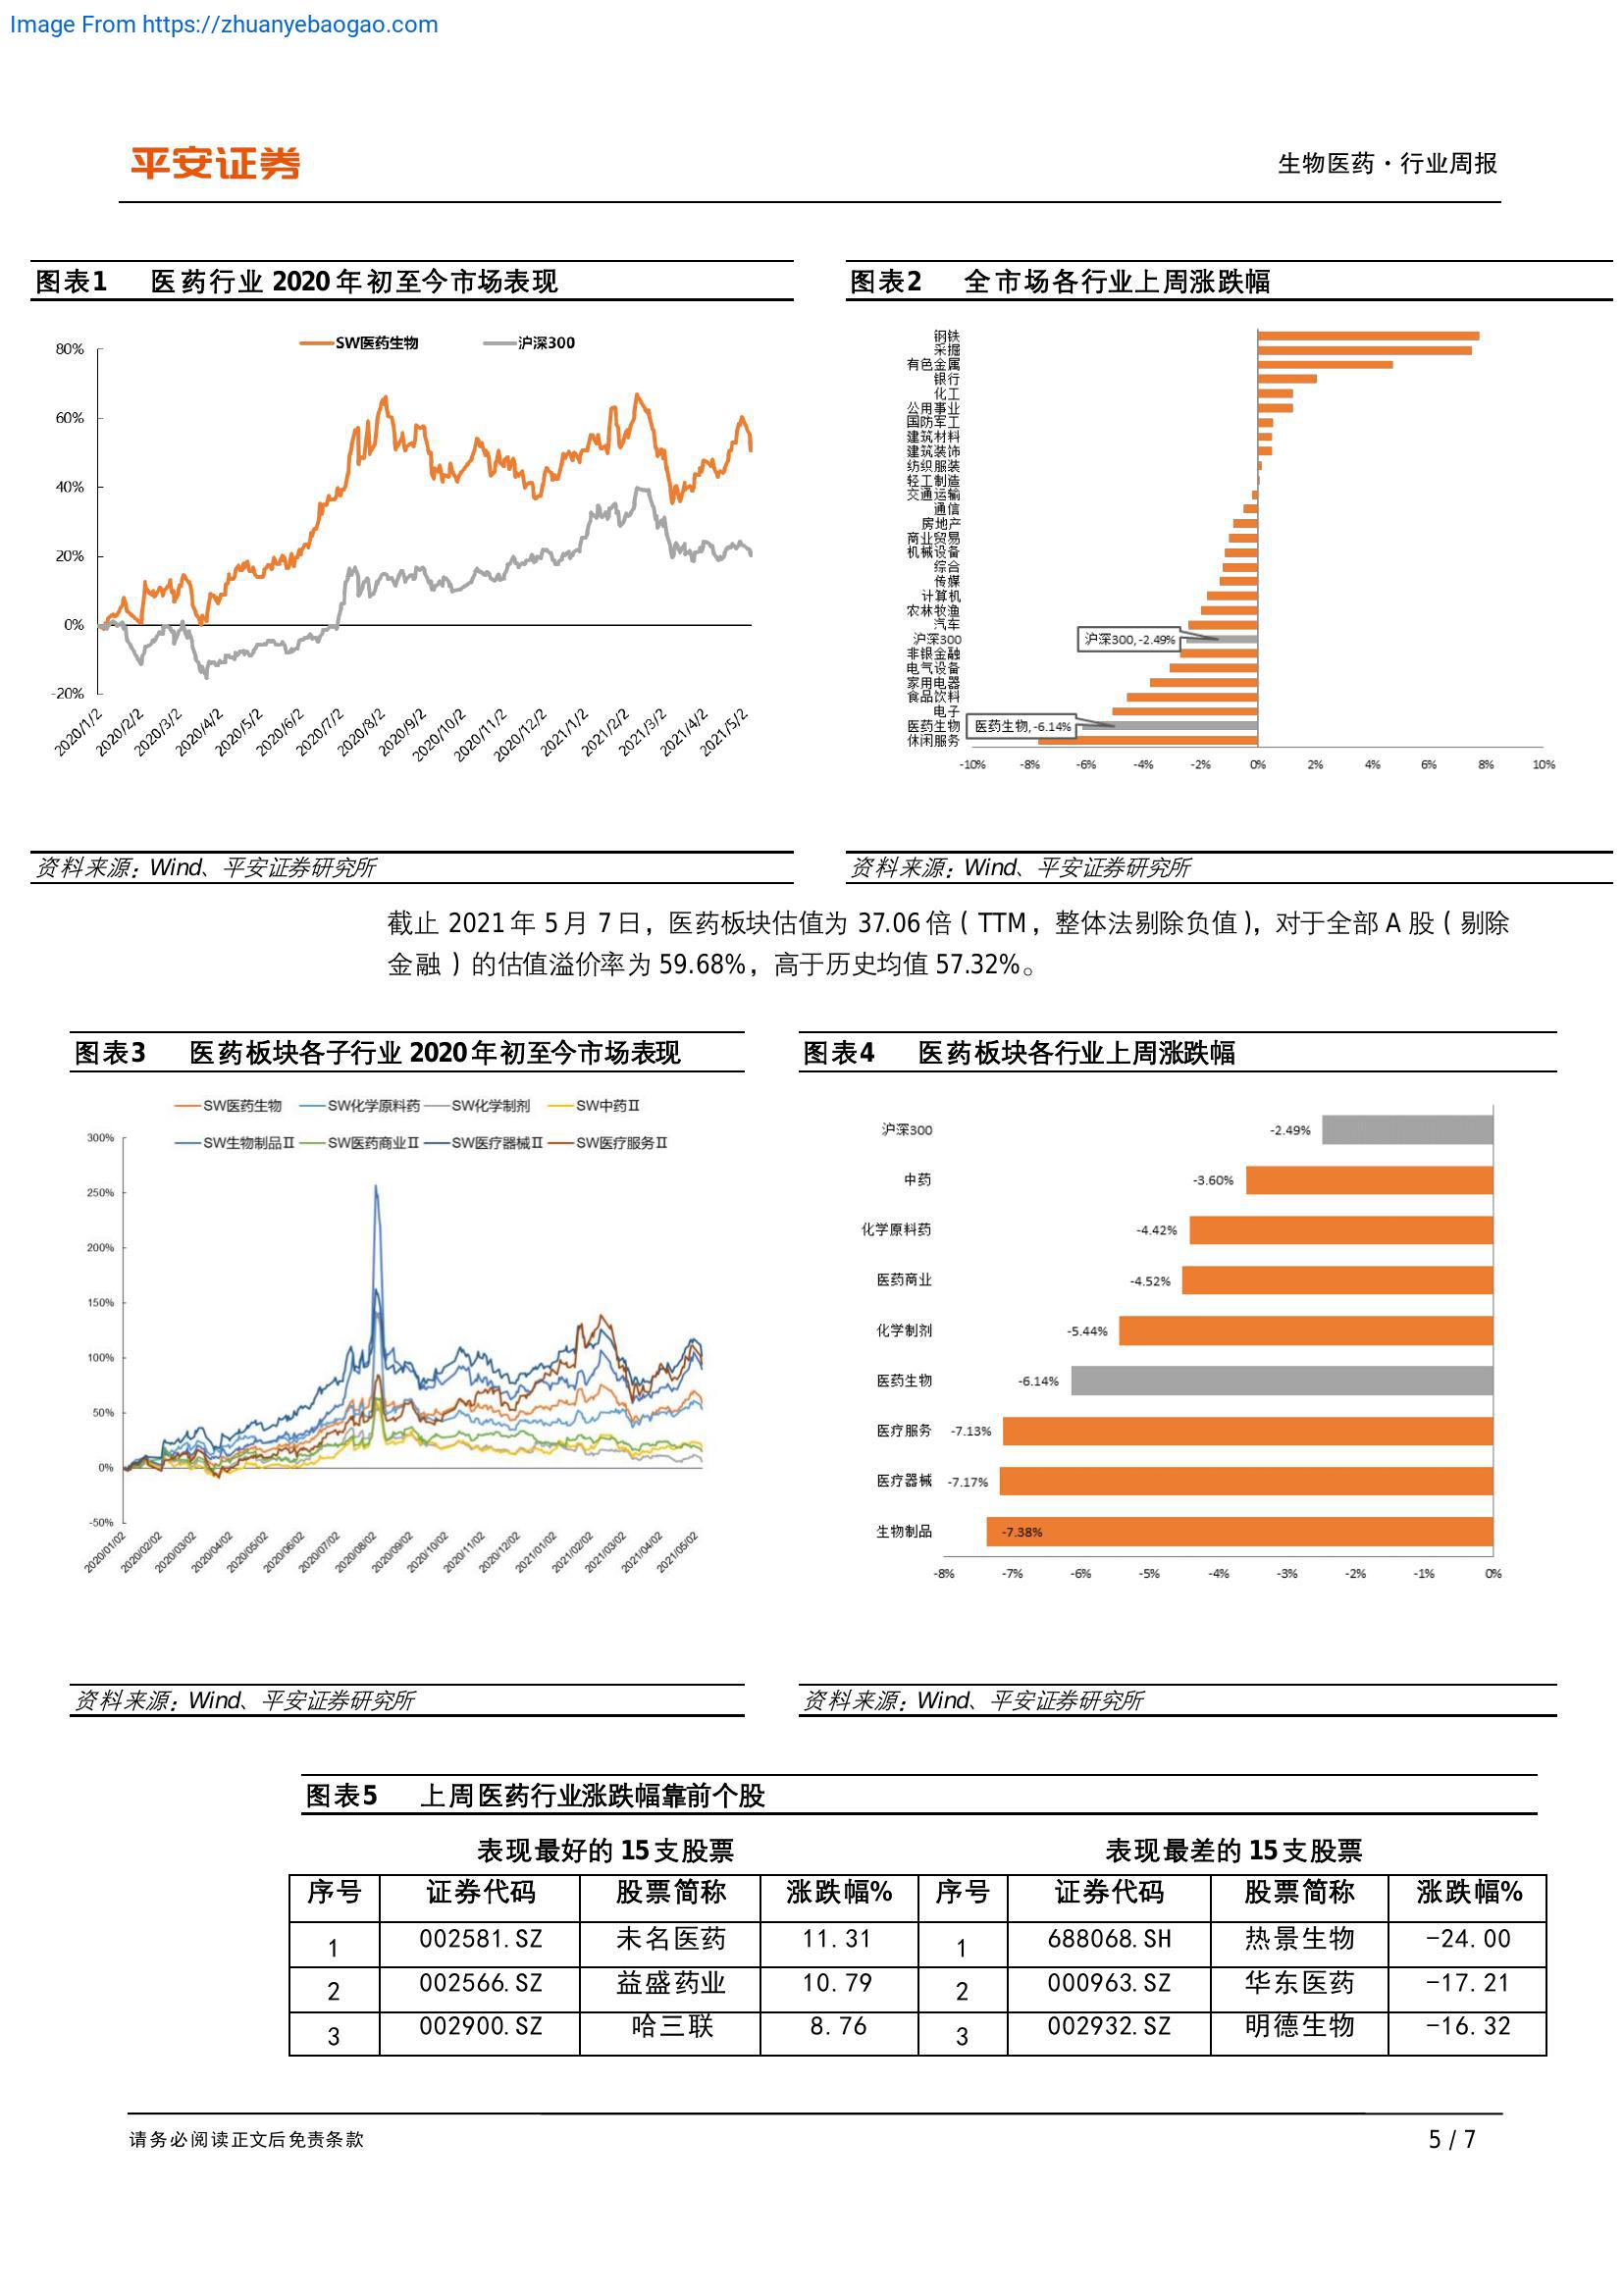 Image From https://zhuanyebaogao.com
平安证券
生物医药·行业周报
图表1 医药行业 2020 年初至今市场表现
SW医药生物 沪深300
80%
60%
40%
20%
0%
-20%
2020/1/2 2020/2/2 2020/3/2 2020/4/2 2020/5/2 2020/6/2 2020/7/2 2020/8/2 2020/9/2 2020/10/2 2020/11/2 2020/12/2 2021/1/2 2021/2/2 2021/3/2 2021/4/2 2021/5/2
资料来源：Wind、平安证券研究所
图表2 全市场各行业上周涨跌幅
钢铁
采掘
有色金属
银行
化工
公用事业
国防军工
建筑材料
建筑装饰
纺织服装
轻工制造
交通运输
通信
房地产
商业贸易
机械设备
综合
传媒
计算机
农林牧渔
汽车
沪深300 沪深300, -2.49%
非银金融
电气设备
家用电器
食品饮料
电子
医药生物 医药生物, -6.14%
休闲服务
-10% -8% -6% -4% -2% 0% 2% 4% 6% 8% 10%
资料来源：Wind、平安证券研究所
截止 2021 年 5 月 7 日，医药板块估值为 37.06 倍（TTM，整体法剔除负值），对于全部 A 股（剔除
金融）的估值溢价率为 59.68%，高于历史均值 57.32%。
图表3 医药板块各子行业 2020 年初至今市场表现
SW医药生物 SW化学原料药 SW化学制剂 SW中药Ⅱ
SW生物制品Ⅱ SW医药商业Ⅱ SW医疗器械Ⅱ SW医疗服务Ⅱ
300%
250%
200%
150%
100%
50%
0%
-50%
2020/01/02 2020/02/02 2020/03/02 2020/04/02 2020/05/02 2020/06/02 2020/07/02 2020/08/02 2020/09/02 2020/10/02 2020/11/02 2020/12/02 2021/01/02 2021/02/02 2021/03/02 2021/04/02 2021/05/02
资料来源：Wind、平安证券研究所
图表4 医药板块各行业上周涨跌幅
沪深300 -2.49%
中药 -3.60%
化学原料药 -4.42%
医药商业 -4.52%
化学制剂 -5.44%
医药生物 -6.14%
医疗服务 -7.13%
医疗器械 -7.17%
生物制品 -7.38%
-8% -7% -6% -5% -4% -3% -2% -1% 0%
资料来源：Wind、平安证券研究所
图表5 上周医药行业涨跌幅靠前个股
表现最好的 15 支股票 表现最差的 15 支股票
序号 证券代码 股票简称 涨跌幅% 序号 证券代码 股票简称 涨跌幅%
1 002581.SZ 未名医药 11.31 1 688068.SH 热景生物 -24.00
2 002566.SZ 益盛药业 10.79 2 000963.SZ 华东医药 -17.21
3 002900.SZ 哈三联 8.76 3 002932.SZ 明德生物 -16.32
请务必阅读正文后免责条款
5 / 7